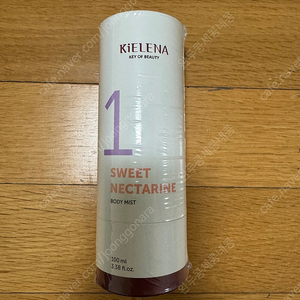 KiELENA
KEY OF BEAUTY
1
SWEET
NECTARINE
BODY MIST
100 ml
3.38 fl.oz.